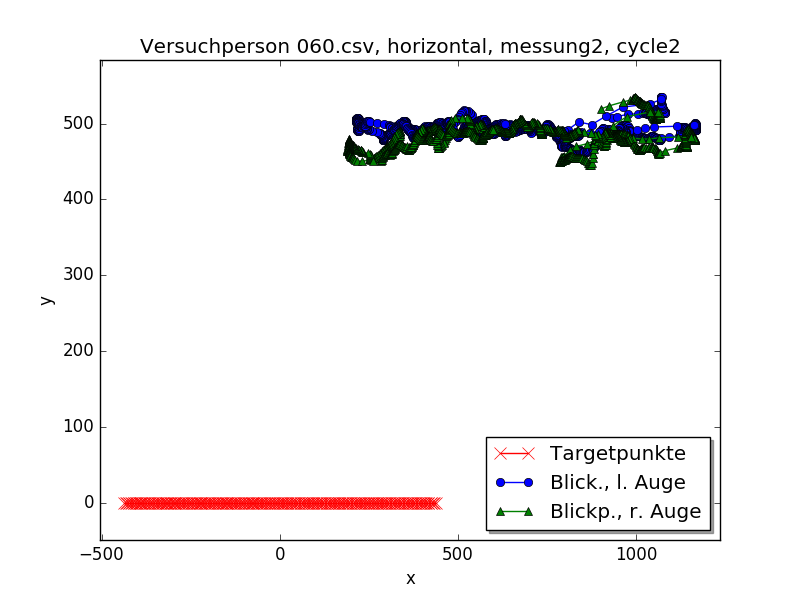 Versuchperson 060.csv, horizontal, messung2, cycle2
500
400
300
200
100
0
y
−500
0
500
1000
x
Targetpunkte
Blick., l. Auge
Blickp., r. Auge